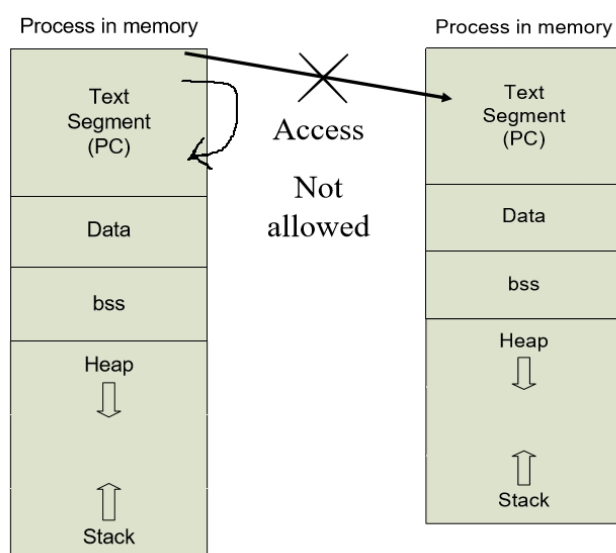 Process in memory
Text
Segment
(PC)
Data
bss
Heap
Stack
Access
Not
allowed
Process in memory
Text
Segment
(PC)
Data
bss
Heap
Stack